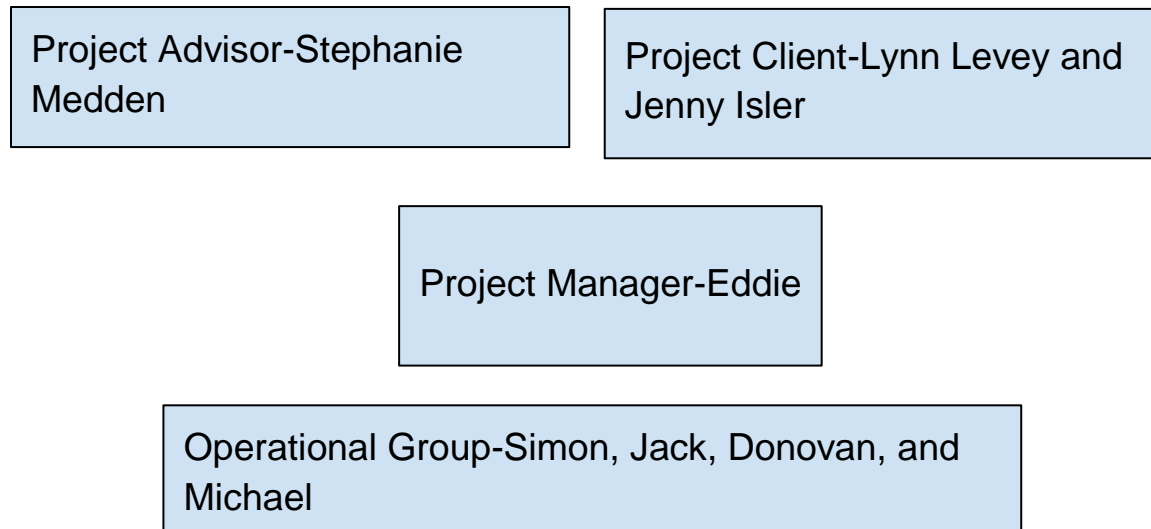 Project Advisor-Stephanie
Medden
Project Client-Lynn Levey and
Jenny Isler
Project Manager-Eddie
Operational Group-Simon, Jack, Donovan, and
Michael